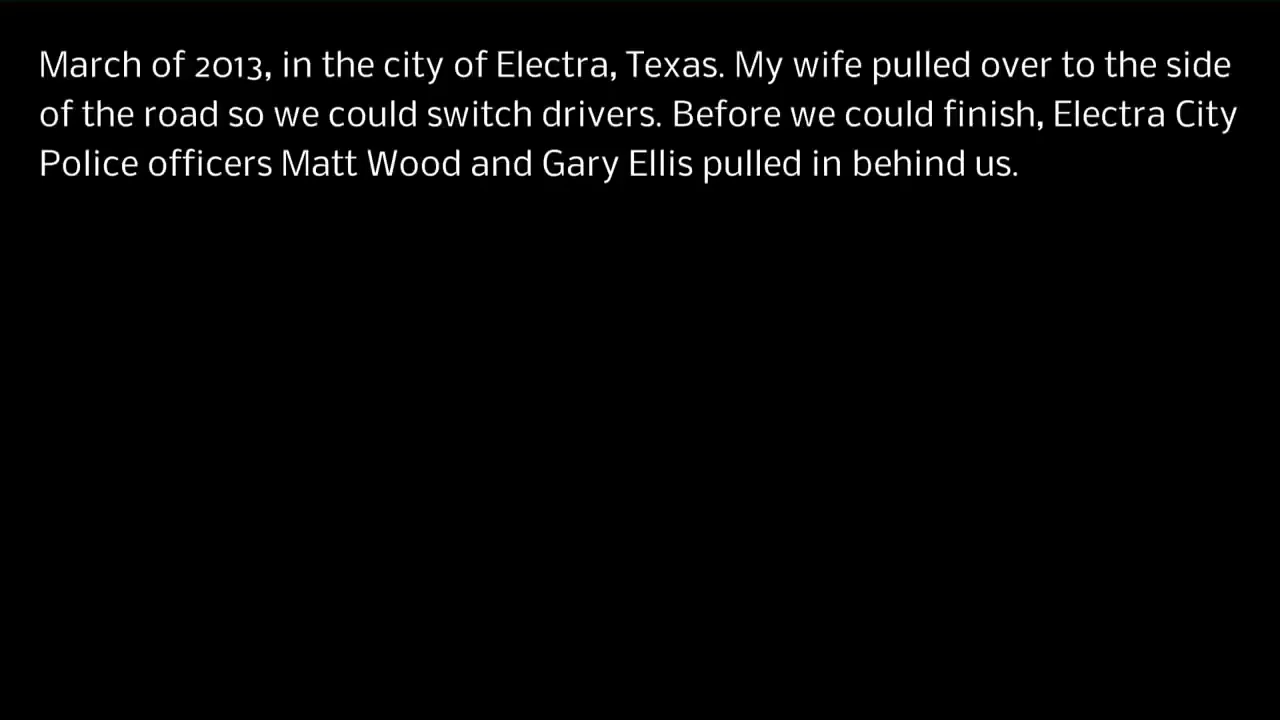 March of 2013, in the city of Electra, Texas. My wife pulled over to the side
of the road so we could switch drivers. Before we could finish, Electra City
Police officers Matt Wood and Gary Ellis pulled in behind us.